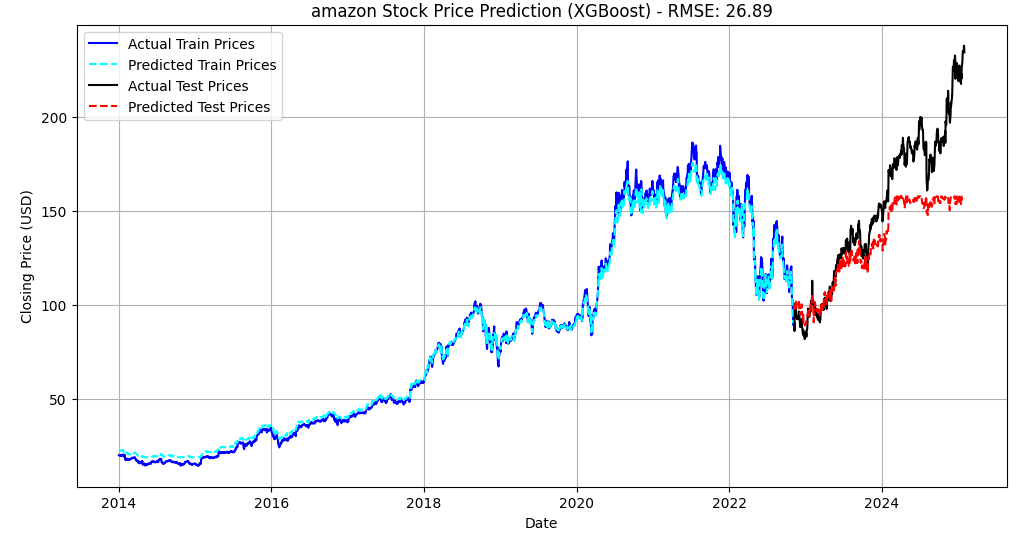 amazon Stock Price Prediction (XGBoost) - RMSE: 26.89
Actual Train Prices
Predicted Train Prices
Actual Test Prices
Predicted Test Prices
Closing Price (USD)
200
150
100
50
2014
2016
2018
2020
2022
2024
Date